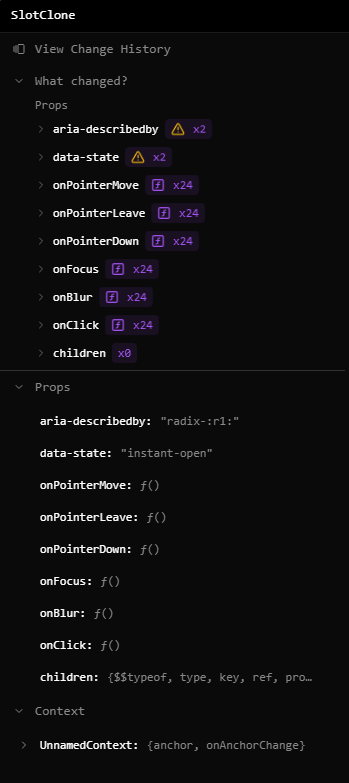 SlotClone
View Change History
What changed?
Props
aria-describedby x2
data-state x2
onPointerMove ƒ x24
onPointerLeave ƒ x24
onPointerDown ƒ x24
onFocus ƒ x24
onBlur ƒ x24
onClick ƒ x24
children x0
Props
aria-describedby: "radix-:r1:"
data-state: "instant-open"
onPointerMove: ƒ()
onPointerLeave: ƒ()
onPointerDown: ƒ()
onFocus: ƒ()
onBlur: ƒ()
onClick: ƒ()
children: {$$typeof, type, key, ref, pro…
Context
UnnamedContext: {anchor, onAnchorChange}